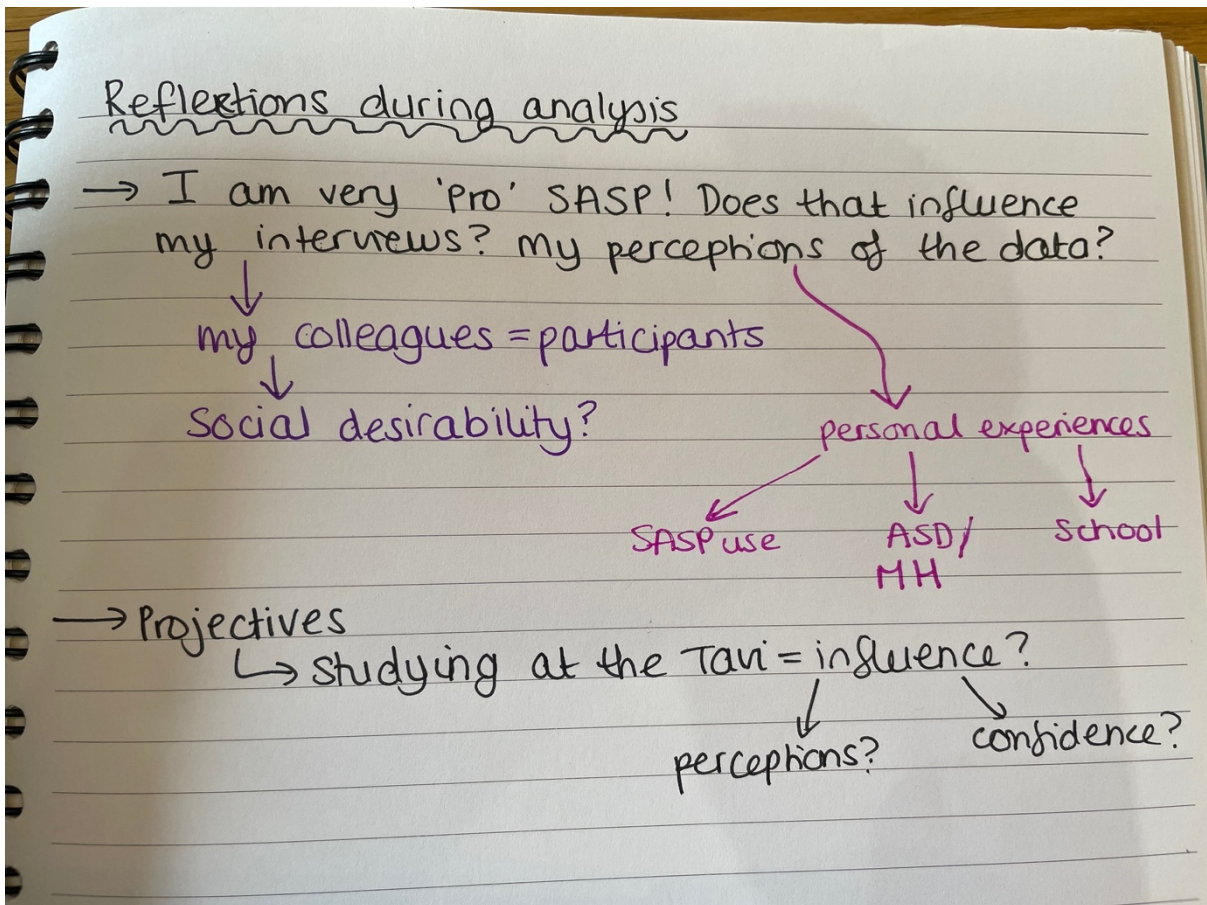 Reflections during analysis
→ I am very 'pro' SASP! Does that influence
my interviews? my perceptions of the data?
my colleagues = participants
Social desirability?
personal experiences
SASP use
ASD/
MH
School
→ Projectives
↳ studying at the Tavi = influence?
perceptions?
confidence?